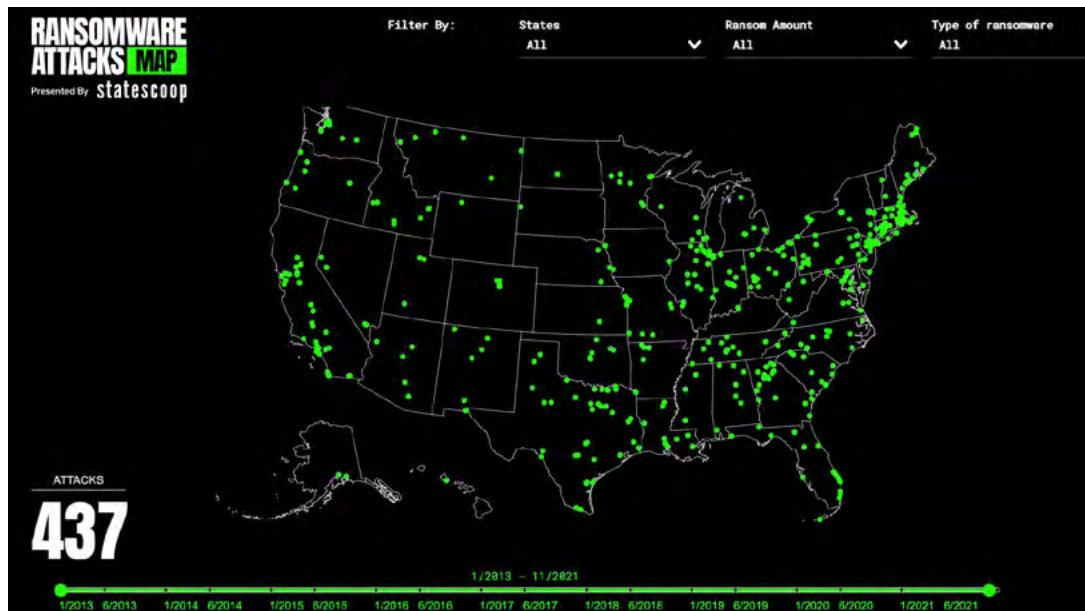 RANSOMWARE
ATTACKS MAP
Presented By statescoop
Filter By:
States
All
Ransom Amount
All
Type of ransomware
All
ATTACKS
437
1/2013 - 11/2021
1/2013 6/2013 1/2014 6/2014 1/2015 6/2015 1/2016 6/2016 1/2017 6/2017 1/2018 6/2018 1/2019 6/2019 1/2020 6/2020 1/2021 6/2021